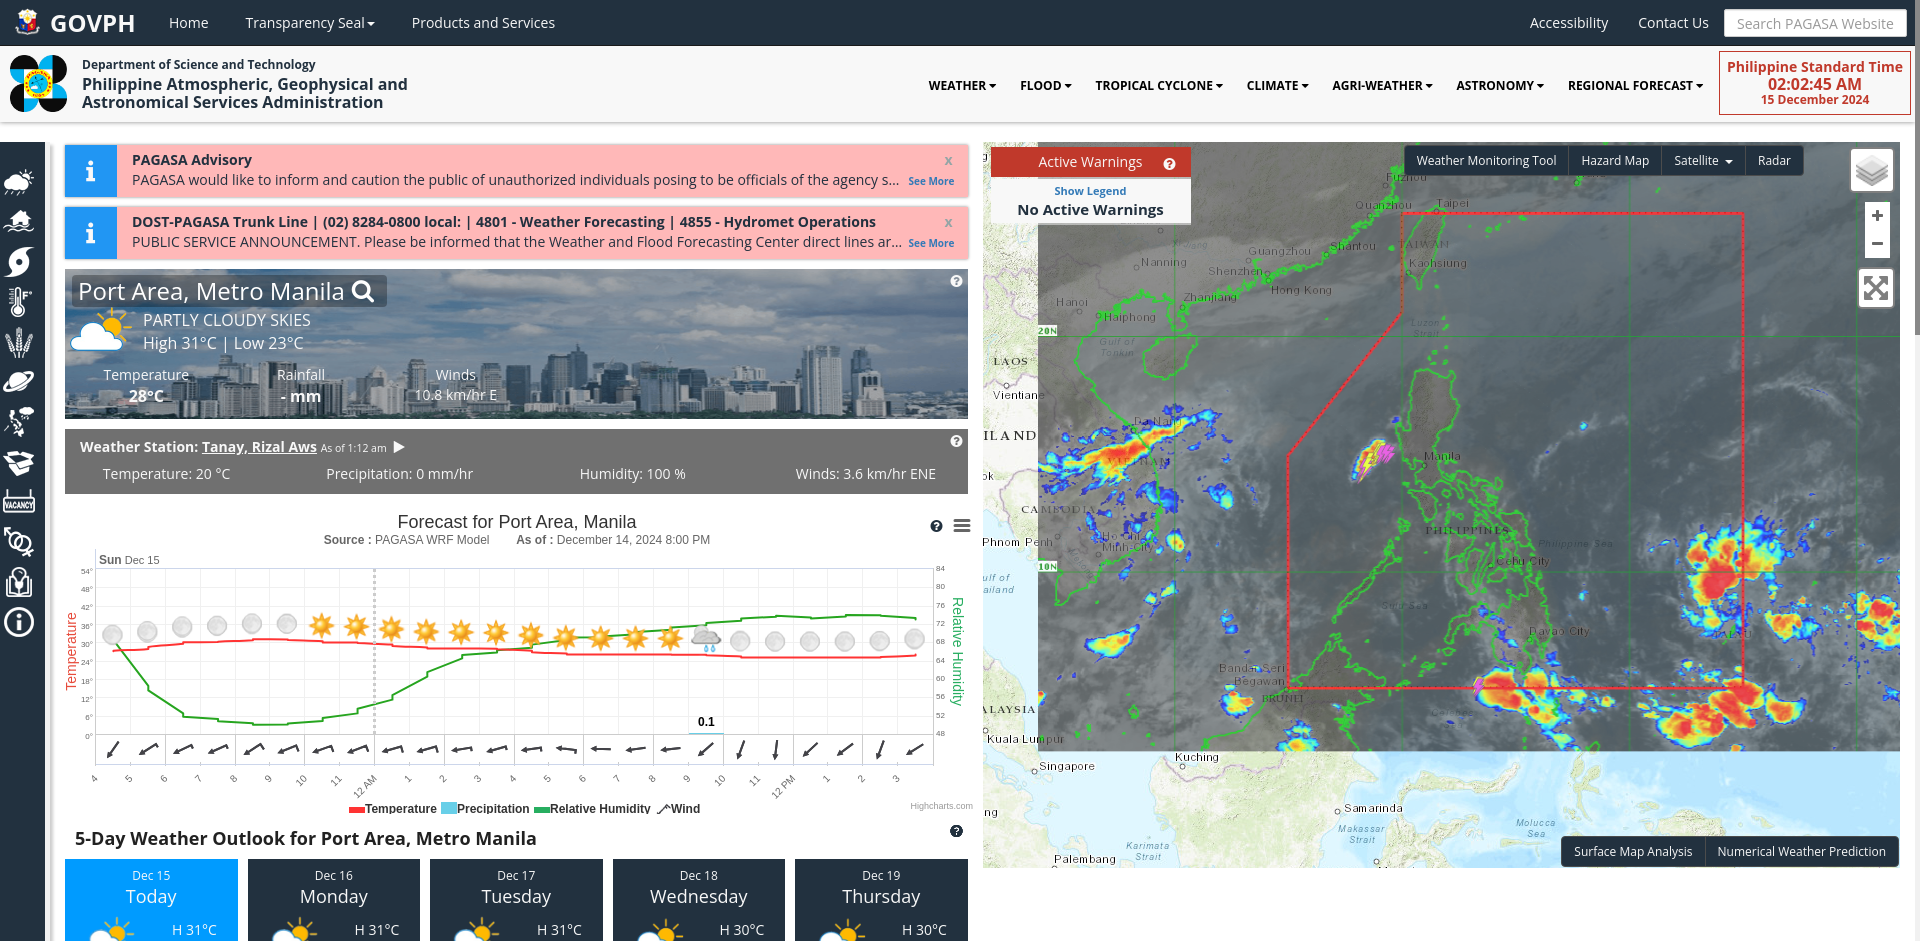 GOVPH
Home
Transparency Seal
Products and Services
Accessibility
Contact Us
Search PAGASA Website
Department of Science and Technology
Philippine Atmospheric, Geophysical and
Astronomical Services Administration
WEATHER
FLOOD
TROPICAL CYCLONE
CLIMATE
AGRI-WEATHER
ASTRONOMY
REGIONAL FORECAST
Philippine Standard Time
02:02:45 AM
15 December 2024
VACANCY
PAGASA Advisory
x
PAGASA would like to inform and caution the public of unauthorized individuals posing to be officials of the agency s... See More
DOST-PAGASA Trunk Line | (02) 8284-0800 local: | 4801 - Weather Forecasting | 4855 - Hydromet Operations
x
PUBLIC SERVICE ANNOUNCEMENT. Please be informed that the Weather and Flood Forecasting Center direct lines ar... See More
Port Area, Metro Manila
PARTLY CLOUDY SKIES
High 31°C | Low 23°C
Temperature Rainfall Winds
28°C - mm 10.8 km/hr E
Weather Station: Tanay, Rizal Aws As of 1:12 am
Temperature: 20 °C Precipitation: 0 mm/hr Humidity: 100 % Winds: 3.6 km/hr ENE
Forecast for Port Area, Manila
Source : PAGASA WRF Model As of : December 14, 2024 8:00 PM
Sun Dec 15
Temperature
54°
48°
42°
36°
30°
24°
18°
12°
6°
0°
84
80
76
72
68
64
60
56
52
48
Relative Humidity
0.1
4 5 6 7 8 9 10 11 12 AM 1 2 3 4 5 6 7 8 9 10 11 12 PM 1 2 3
Temperature Precipitation Relative Humidity Wind
Highcharts.com
5-Day Weather Outlook for Port Area, Metro Manila
Dec 15
Today
H 31°C
Dec 16
Monday
H 31°C
Dec 17
Tuesday
H 31°C
Dec 18
Wednesday
H 30°C
Dec 19
Thursday
H 30°C
Active Warnings
Show Legend
No Active Warnings
Weather Monitoring Tool
Hazard Map
Satellite
Radar
+
−
Fuzhou
Quanzhou
Taipei
TAIWAN
Kaohsiung
Shantou
Guangzhou
Shenzhen
Hong Kong
Nanning
Zhanjiang
Hanoi
Haiphong
20N
Gulf of
Tonkin
Luzon
Strait
LAOS
Vientiane
ILAND
Da Nang
VIETNAM
Manila
ok
CAMBODIA
Phnom Penh
Ho Chi
Minh City
PHILIPPINES
Philippine Sea
Cebu City
10N
ulf of
ailand
Sulu Sea
Davao City
PALAU
Bandar Seri
Begawan
BRUNEI
ALAYSIA
Celebes
Kuala Lumpur
Kuching
Singapore
Samarinda
Makassar
Strait
Molucca
Sea
ng
Karimata
Strait
Palembang
Surface Map Analysis
Numerical Weather Prediction